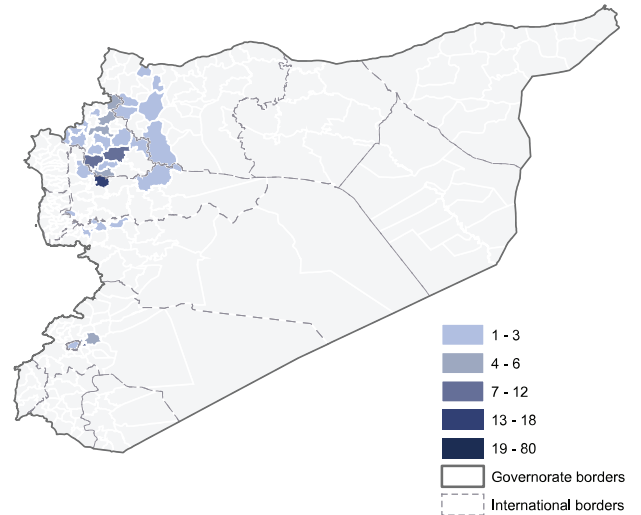 1 - 3
4 - 6
7 - 12
13 - 18
19 - 80
Governorate borders
International borders